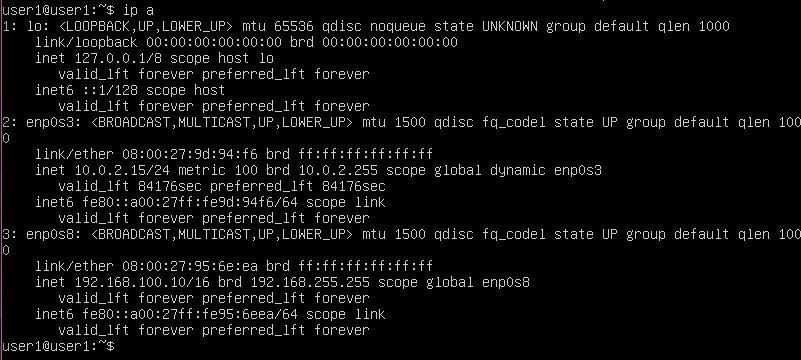 user1@user1:~$ ip a
1: lo: <LOOPBACK,UP,LOWER_UP> mtu 65536 qdisc noqueue state UNKNOWN group default qlen 1000
    link/loopback 00:00:00:00:00:00 brd 00:00:00:00:00:00
    inet 127.0.0.1/8 scope host lo
       valid_lft forever preferred_lft forever
    inet6 ::1/128 scope host
       valid_lft forever preferred_lft forever
2: enp0s3: <BROADCAST,MULTICAST,UP,LOWER_UP> mtu 1500 qdisc fq_codel state UP group default qlen 100
0
    link/ether 08:00:27:9d:94:f6 brd ff:ff:ff:ff:ff:ff
    inet 10.0.2.15/24 metric 100 brd 10.0.2.255 scope global dynamic enp0s3
       valid_lft 84176sec preferred_lft 84176sec
    inet6 fe80::a00:27ff:fe9d:94f6/64 scope link
       valid_lft forever preferred_lft forever
3: enp0s8: <BROADCAST,MULTICAST,UP,LOWER_UP> mtu 1500 qdisc fq_codel state UP group default qlen 100
0
    link/ether 08:00:27:95:6e:ea brd ff:ff:ff:ff:ff:ff
    inet 192.168.100.10/16 brd 192.168.255.255 scope global enp0s8
       valid_lft forever preferred_lft forever
    inet6 fe80::a00:27ff:fe95:6eea/64 scope link
       valid_lft forever preferred_lft forever
user1@user1:~$